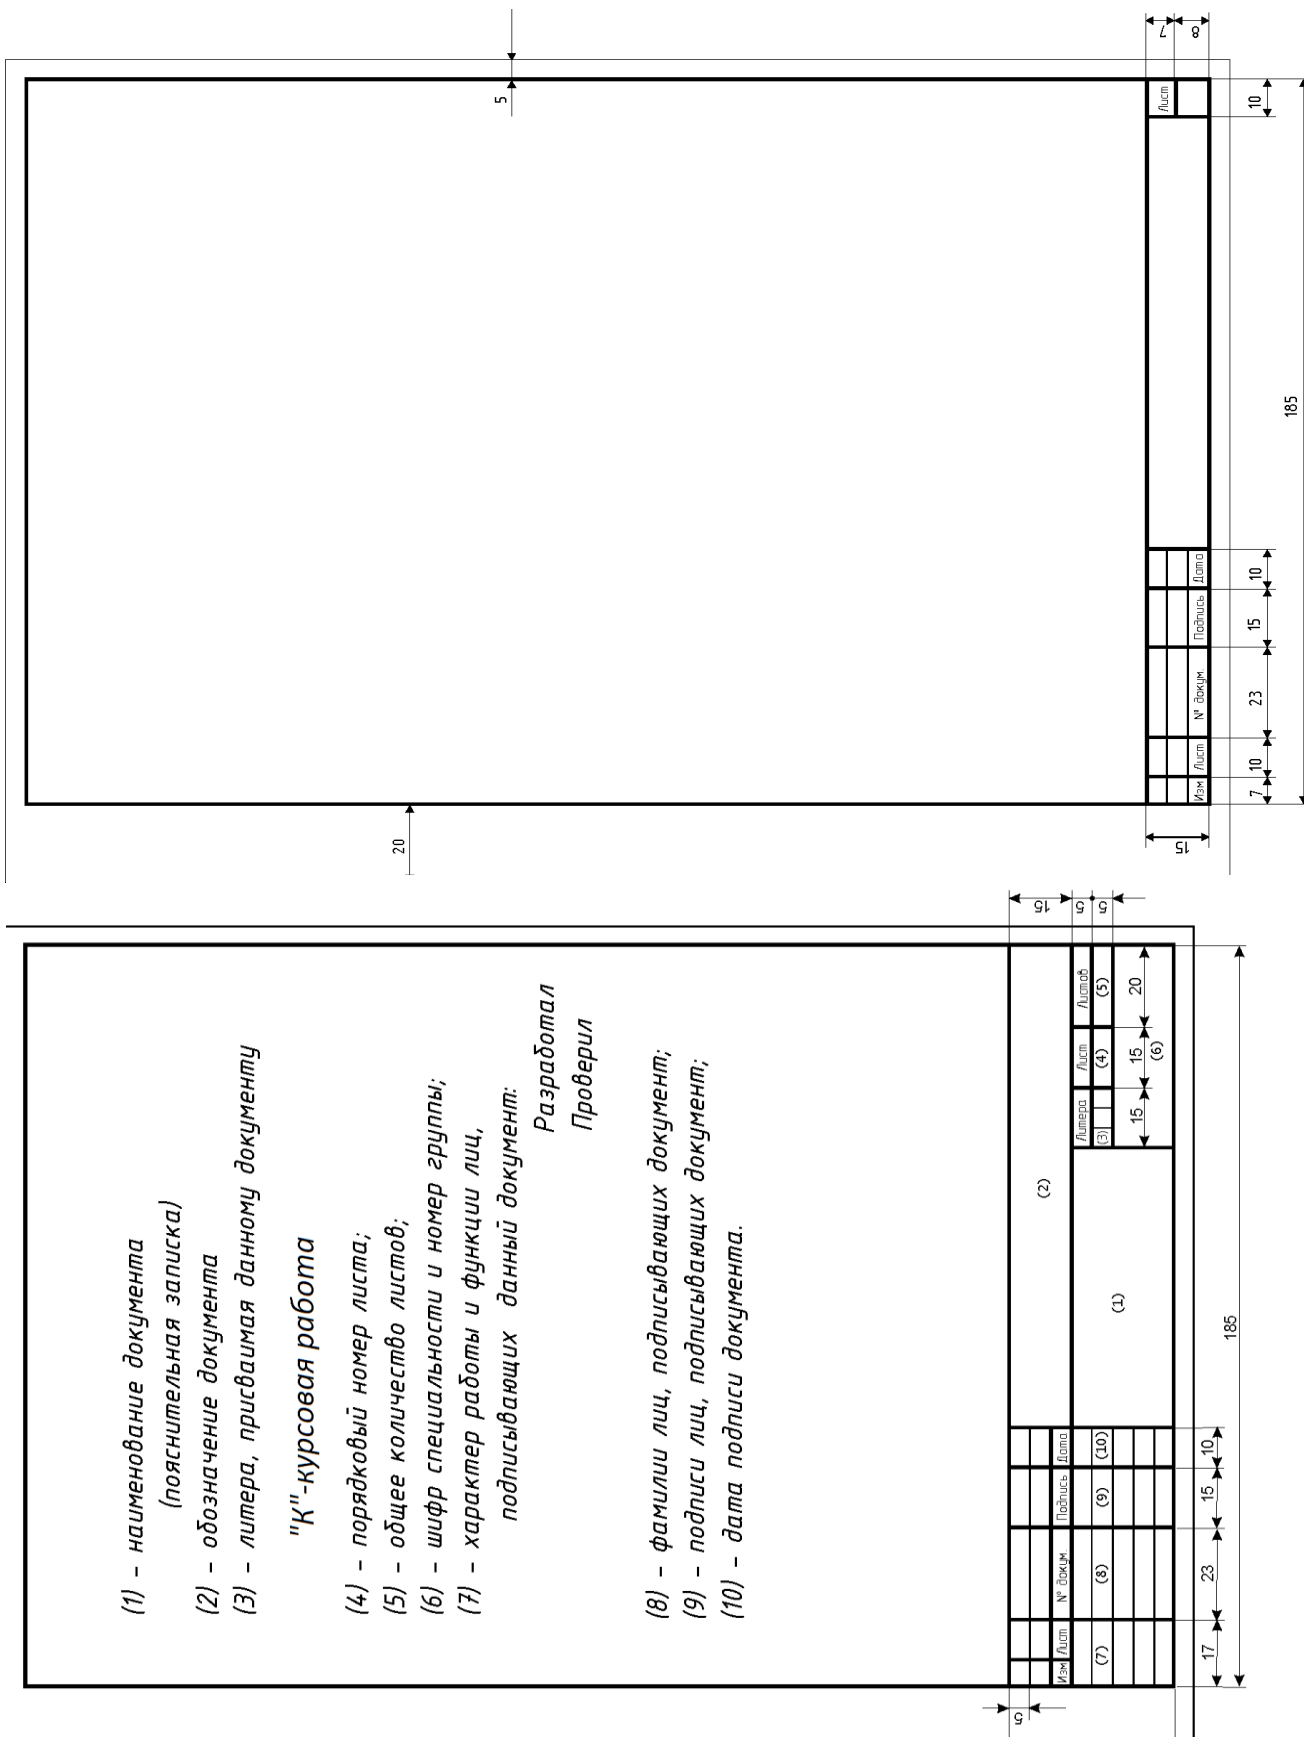 7
8
5
Лист
10
185
Изм
Лист
№ докум.
Подпись
Дата
7
10
23
15
10
20
15
(1) – наименование документа
(пояснительная записка)
(2) – обозначение документа
(3) – литера, присваимая данному документу
"К"-курсовая работа
(4) – порядковый номер листа;
(5) – общее количество листов;
(6) – шифр специальности и номер группы;
(7) – характер работы и функции лиц,
подписывающих данный документ:
Разработал
Проверил
(8) – фамилии лиц, подписывающих документ;
(9) – подписи лиц, подписывающих документ;
(10) – дата подписи документа.
15
5
5
5
(2)
Изм
Лист
№ докум.
Подпись
Дата
Литера
Лист
Листов
(7)
(8)
(9)
(10)
(1)
(3)
(4)
(5)
15
15
20
(6)
17
23
15
10
185